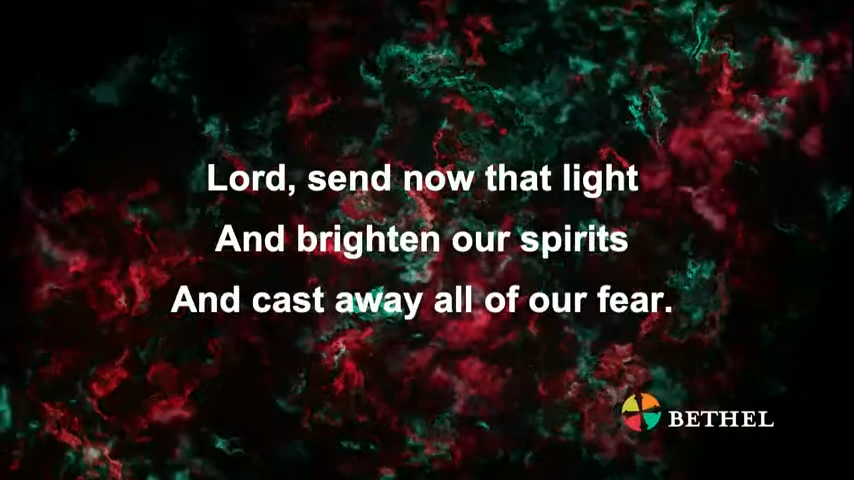 Lord, send now that light
And brighten our spirits
And cast away all of our fear.
BETHEL